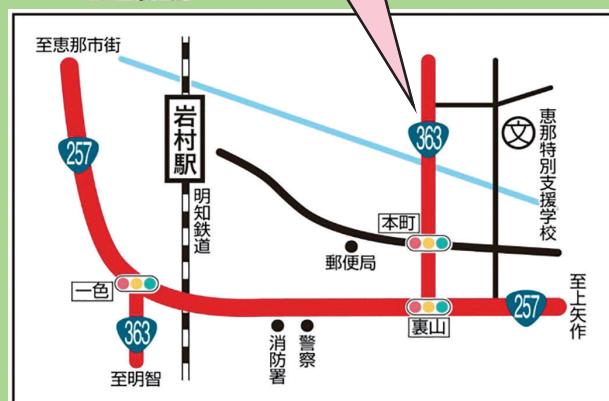 至恵那市街
257
岩村駅
明知鉄道
363
文
恵那特別支援学校
本町
郵便局
一色
363
至明智
消防署
警察
裏山
257
至上矢作